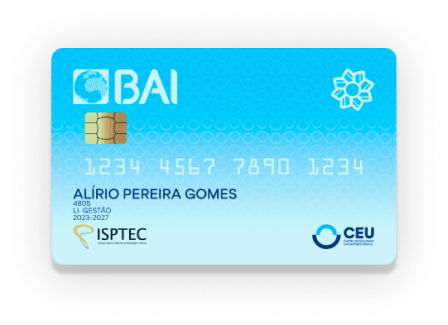 BAI
1234 4567 7890 1234
ALÍRIO PEREIRA GOMES
4805
LI. GESTÃO
2023-2027
ISPTEC
CEU